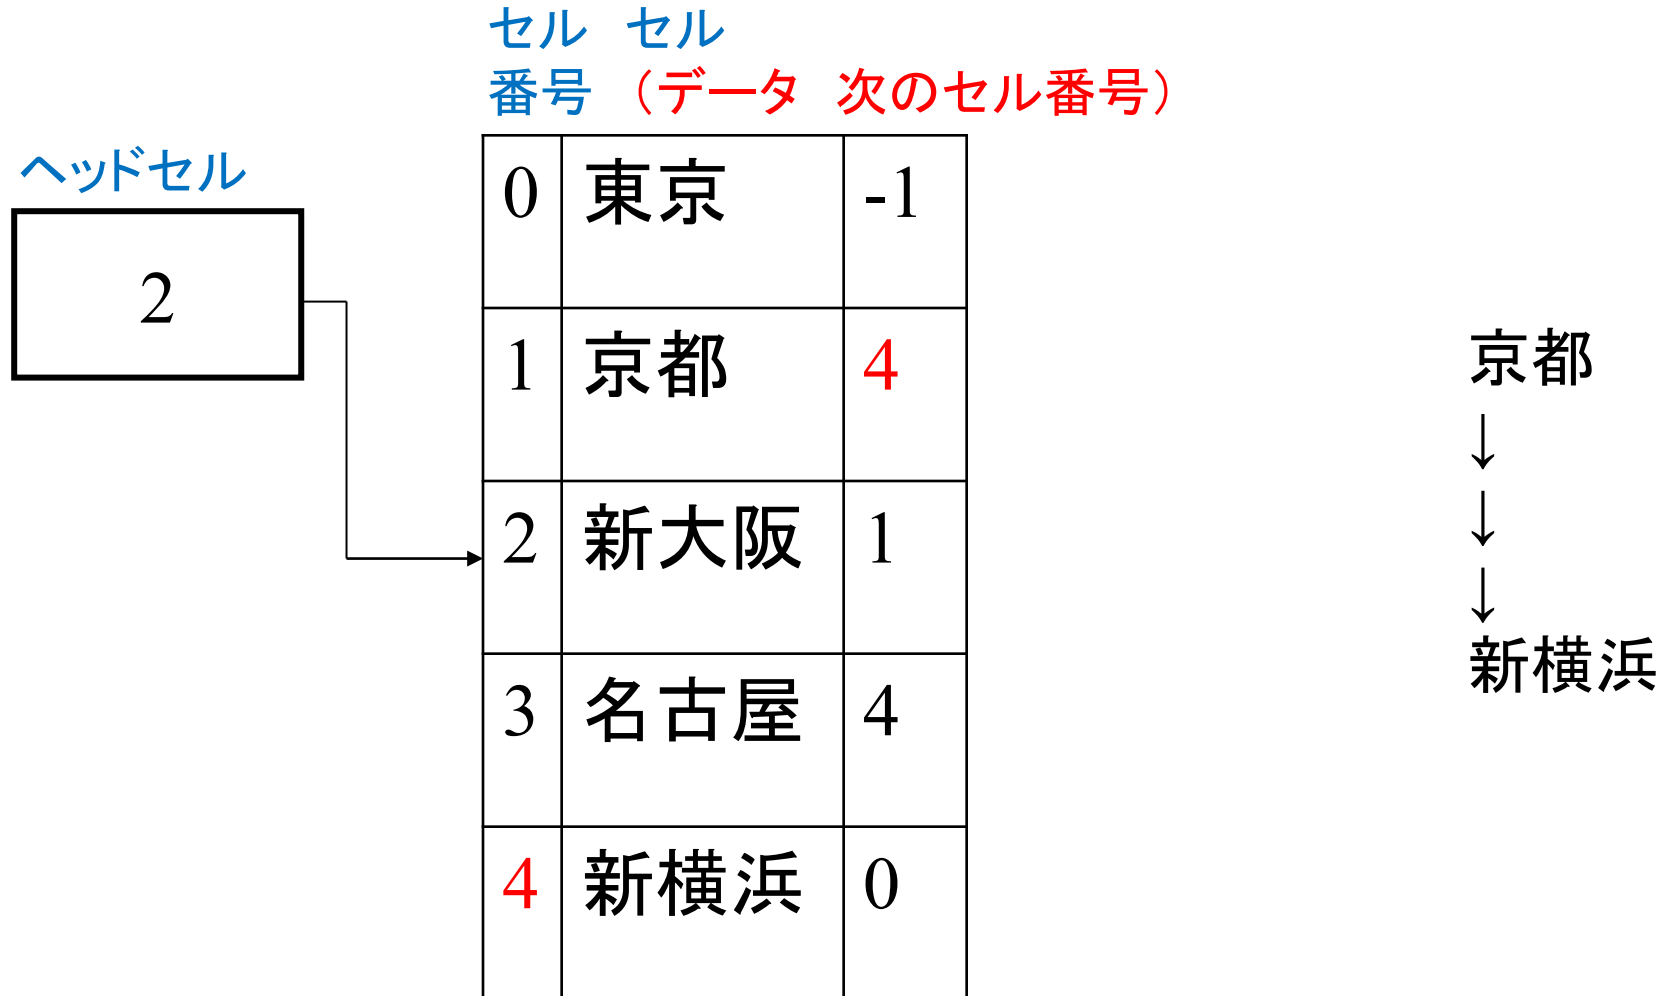 セル セル
番号 （データ 次のセル番号）
ヘッドセル
2
0 東京 -1
1 京都 4
2 新大阪 1
3 名古屋 4
4 新横浜 0
京都
↓
↓
↓
新横浜